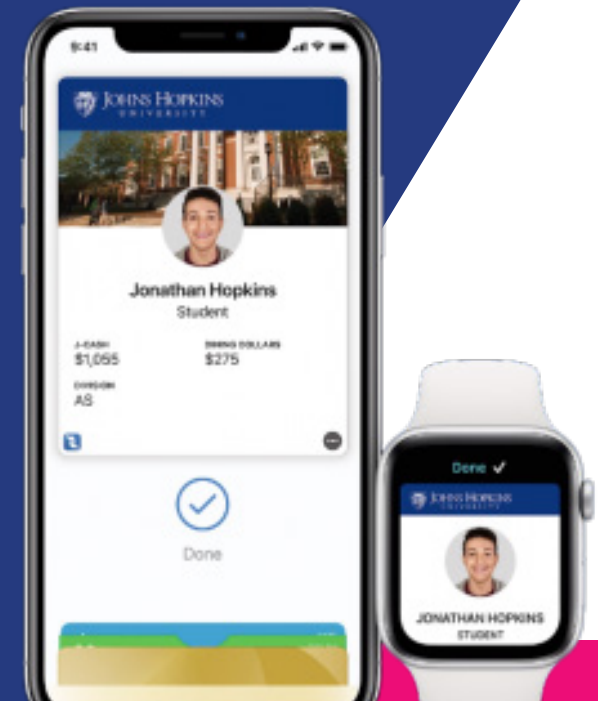 9:41
JOHNS HOPKINS
UNIVERSITY
Jonathan Hopkins
Student
J-CASH
DINING DOLLARS
$1,055
$275
DIVISION
AS
Done
Done ✓
JOHNS HOPKINS
UNIVERSITY
JONATHAN HOPKINS
STUDENT